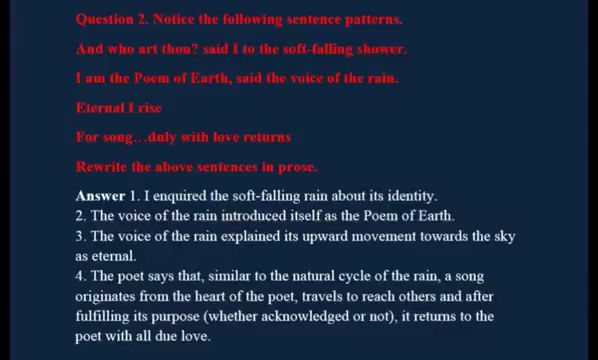 Question 2. Notice the following sentence patterns.
And who art thou? said I to the soft-falling shower.
I am the Poem of Earth, said the voice of the rain.
Eternal I rise
For song…duly with love returns
Rewrite the above sentences in prose.
Answer 1. I enquired the soft-falling rain about its identity.
2. The voice of the rain introduced itself as the Poem of Earth.
3. The voice of the rain explained its upward movement towards the sky
as eternal.
4. The poet says that, similar to the natural cycle of the rain, a song
originates from the heart of the poet, travels to reach others and after
fulfilling its purpose (whether acknowledged or not), it returns to the
poet with all due love.